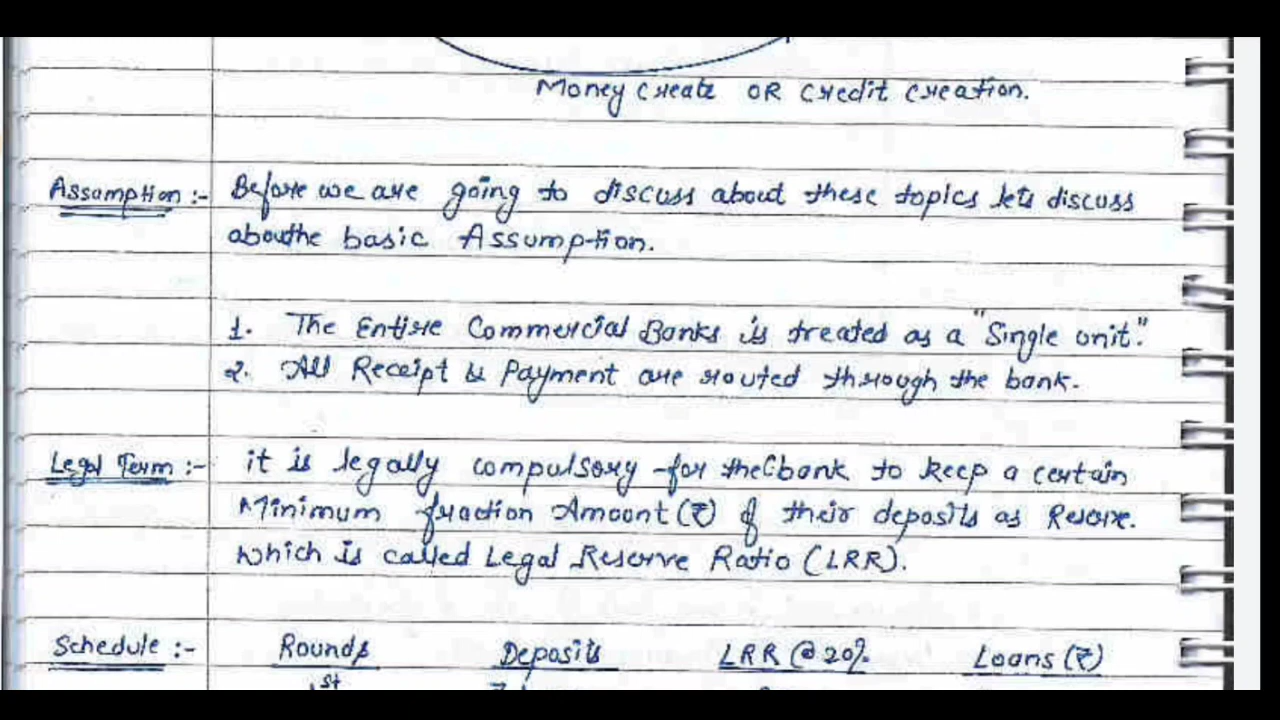 Money Create OR Credit Creation.
Assumption :- Before we are going to discuss about these topics lets discuss
about the basic Assumption.
1. The Entire Commercial Banks is treated as a "Single unit".
2. All Receipt & Payment are routed through the bank.
Legal Term :- it is legally compulsory for the Cbank to keep a certain
Minimum fraction Amount (₹) of their deposits as Reserve.
Which is called Legal Reserve Ratio (LRR).
Schedule :- Rounds Deposits LRR @ 20% Loans (₹)
1st